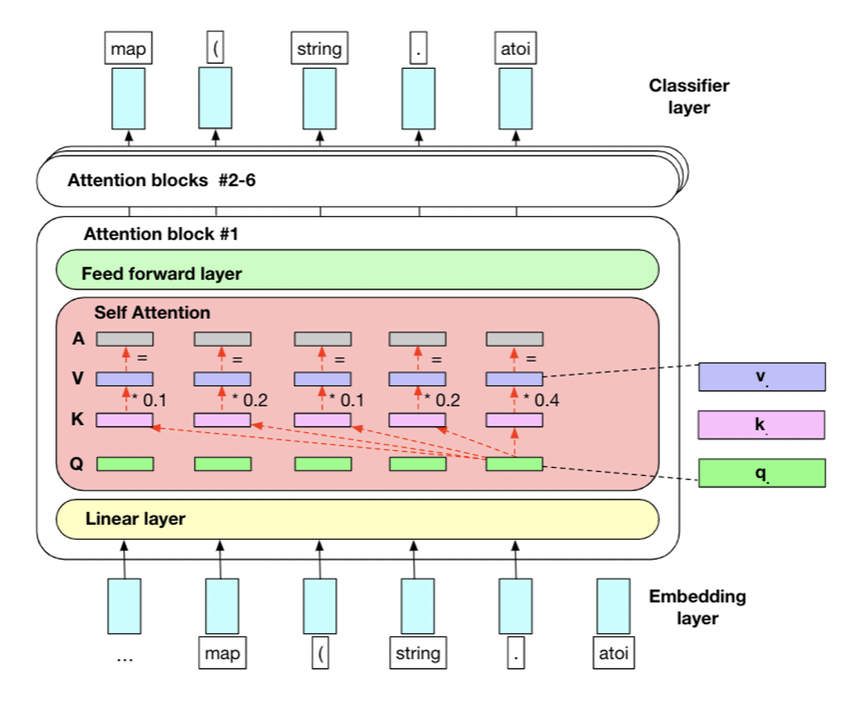 map ( string . atoi
Classifier
layer
Attention blocks #2-6
Attention block #1
Feed forward layer
Self Attention
A
= = = = =
V
v.
* 0.1 * 0.2 * 0.1 * 0.2 * 0.4
K
k.
Q
q.
Linear layer
Embedding
layer
... map ( string . atoi